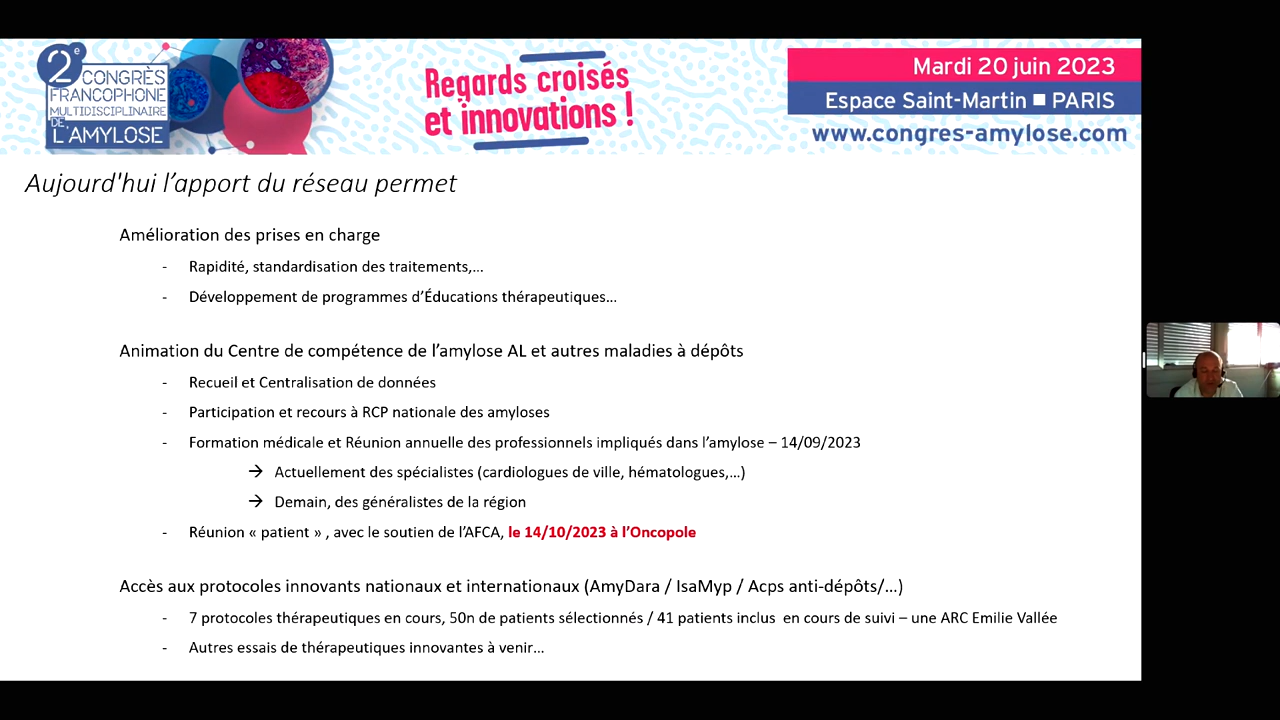 2e CONGRÈS
FRANCOPHONE
MULTIDISCIPLINAIRE
DE
L'AMYLOSE
Regards croisés
et innovations !
Mardi 20 juin 2023
Espace Saint-Martin ■ PARIS
www.congres-amylose.com
Aujourd'hui l’apport du réseau permet
Amélioration des prises en charge
- Rapidité, standardisation des traitements,…
- Développement de programmes d’Éducations thérapeutiques…
Animation du Centre de compétence de l’amylose AL et autres maladies à dépôts
- Recueil et Centralisation de données
- Participation et recours à RCP nationale des amyloses
- Formation médicale et Réunion annuelle des professionnels impliqués dans l’amylose – 14/09/2023
→ Actuellement des spécialistes (cardiologues de ville, hématologues,…)
→ Demain, des généralistes de la région
- Réunion « patient » , avec le soutien de l’AFCA, le 14/10/2023 à l’Oncopole
Accès aux protocoles innovants nationaux et internationaux (AmyDara / IsaMyp / Acps anti-dépôts/…)
- 7 protocoles thérapeutiques en cours, 50n de patients sélectionnés / 41 patients inclus en cours de suivi – une ARC Emilie Vallée
- Autres essais de thérapeutiques innovantes à venir…